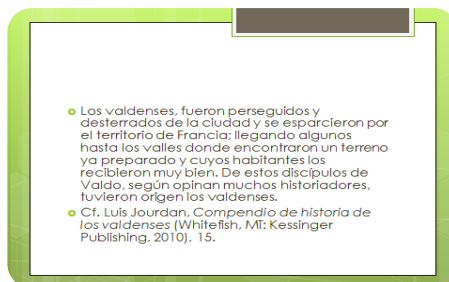 Los valdenses, fueron perseguidos y
desterrados de la ciudad y se esparcieron por
el territorio de Francia; llegando algunos
hasta los valles donde encontraron un terreno
ya preparado y cuyos habitantes los
recibieron muy bien. De estos discípulos de
Valdo, según opinan muchos historiadores,
tuvieron origen los valdenses.
Cf. Luis Jourdan, Compendio de historia de
los valdenses (Whitefish, MT: Kessinger
Publishing, 2010), 15.